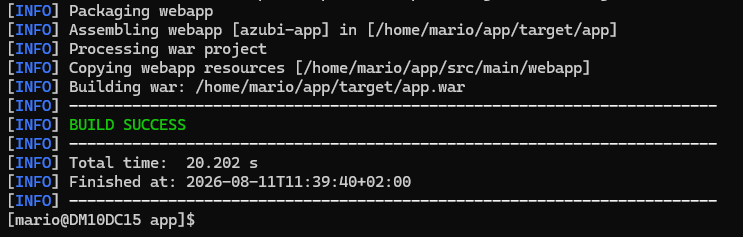 [INFO] Packaging webapp
[INFO] Assembling webapp [azubi-app] in [/home/mario/app/target/app]
[INFO] Processing war project
[INFO] Copying webapp resources [/home/mario/app/src/main/webapp]
[INFO] Building war: /home/mario/app/target/app.war
[INFO] ------------------------------------------------------------------------
[INFO] BUILD SUCCESS
[INFO] ------------------------------------------------------------------------
[INFO] Total time:  20.202 s
[INFO] Finished at: 2026-08-11T11:39:40+02:00
[INFO] ------------------------------------------------------------------------
[mario@DM10DC15 app]$